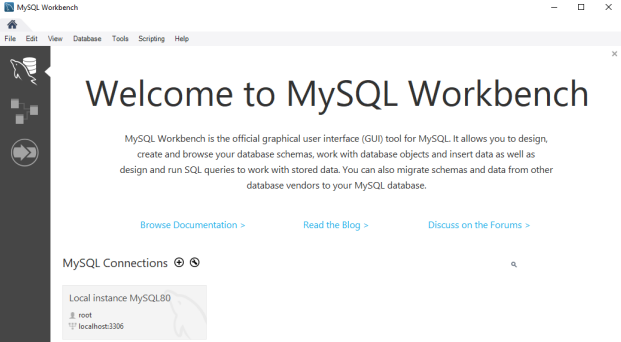 MySQL Workbench
File Edit View Database Tools Scripting Help
Welcome to MySQL Workbench
MySQL Workbench is the official graphical user interface (GUI) tool for MySQL. It allows you to design,
create and browse your database schemas, work with database objects and insert data as well as
design and run SQL queries to work with stored data. You can also migrate schemas and data from other
database vendors to your MySQL database.
Browse Documentation > Read the Blog > Discuss on the Forums >
MySQL Connections
Local instance MySQL80
root
localhost:3306